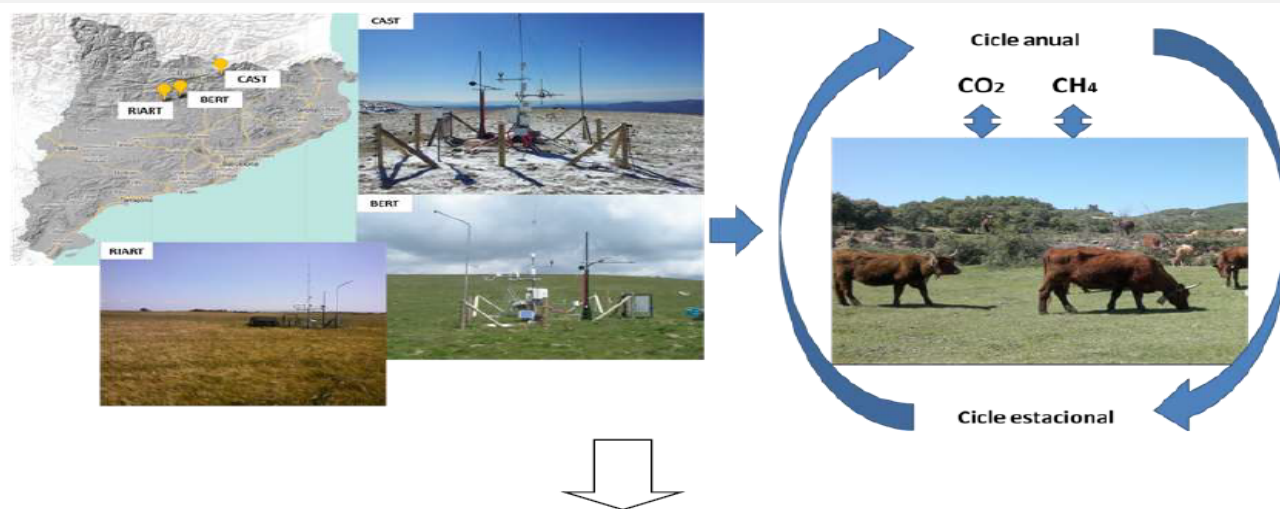 CAST
CAST
BERT
RIART
BERT
RIART
Cicle anual
CO2 CH4
Cicle estacional